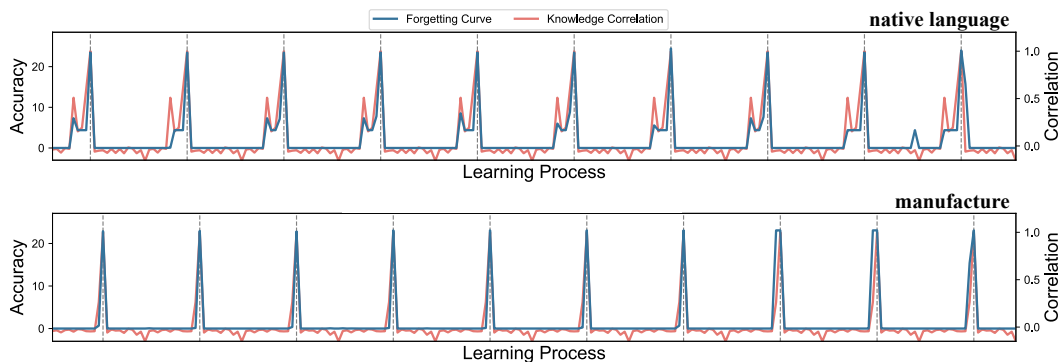 Forgetting Curve
Knowledge Correlation
native language
Accuracy
20
10
0
1.0
0.5
0.0
Correlation
Learning Process
manufacture
Accuracy
20
10
0
1.0
0.5
0.0
Correlation
Learning Process